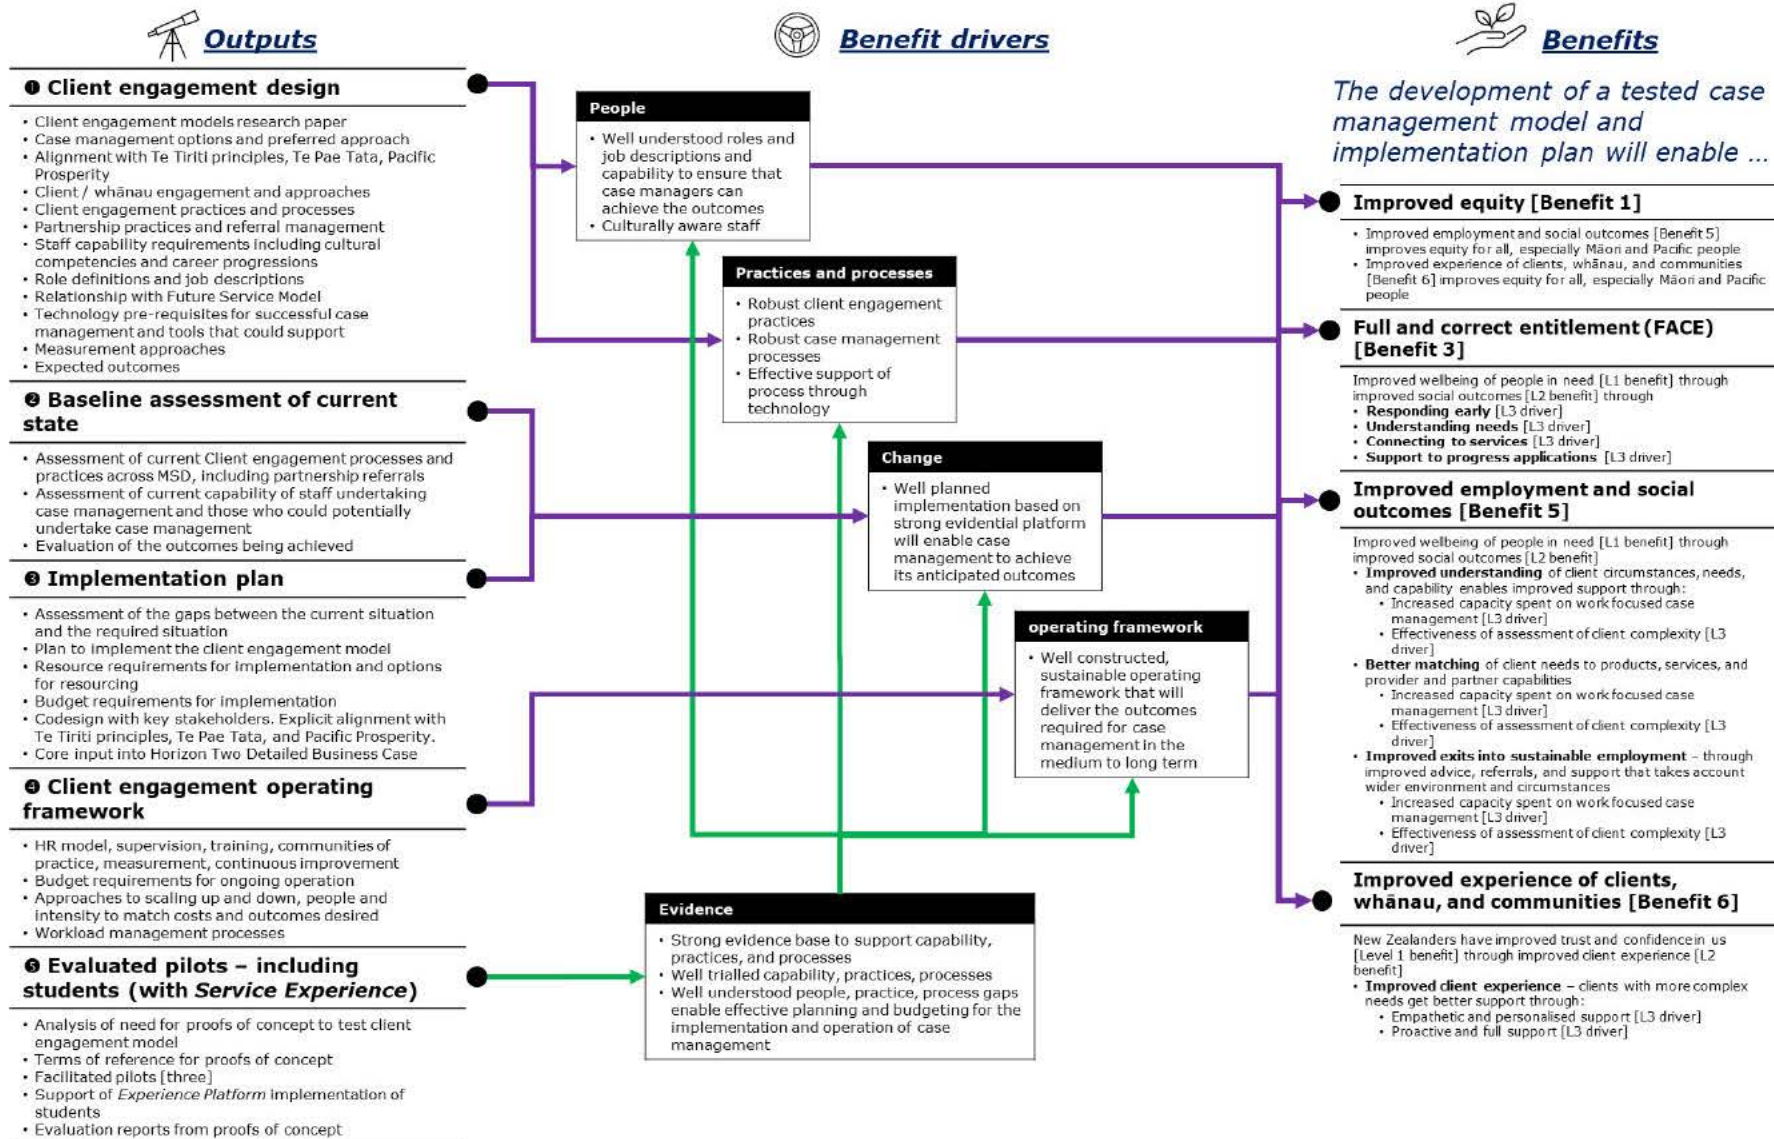 Outputs
❶ Client engagement design
• Client engagement models research paper
• Case management options and preferred approach
• Alignment with Te Tiriti principles, Te Pae Tata, Pacific
Prosperity
• Client / whānau engagement and approaches
• Client engagement practices and processes
• Partnership practices and referral management
• Staff capability requirements including cultural
competencies and career progressions
• Role definitions and job descriptions
• Relationship with Future Service Model
• Technology pre-requisites for successful case
management and tools that could support
• Measurement approaches
• Expected outcomes
❷ Baseline assessment of current
state
• Assessment of current Client engagement processes and
practices across MSD, including partnership referrals
• Assessment of current capability of staff undertaking
case management and those who could potentially
undertake case management
• Evaluation of the outcomes being achieved
❸ Implementation plan
• Assessment of the gaps between the current situation
and the required situation
• Plan to implement the client engagement model
• Resource requirements for implementation and options
for resourcing
• Budget requirements for implementation
• Codesign with key stakeholders. Explicit alignment with
Te Tiriti principles, Te Pae Tata, and Pacific Prosperity.
• Core input into Horizon Two Detailed Business Case
❹ Client engagement operating
framework
• HR model, supervision, training, communities of
practice, measurement, continuous improvement
• Budget requirements for ongoing operation
• Approaches to scaling up and down, people and
intensity to match costs and outcomes desired
• Workload management processes
❺ Evaluated pilots – including
students (with Service Experience)
• Analysis of need for proofs of concept to test client
engagement model
• Terms of reference for proofs of concept
• Facilitated pilots [three]
• Support of Experience Platform implementation of
students
• Evaluation reports from proofs of concept
Benefit drivers
People
• Well understood roles and
job descriptions and
capability to ensure that
case managers can
achieve the outcomes
• Culturally aware staff
Practices and processes
• Robust client engagement
practices
• Robust case management
processes
• Effective support of
process through
technology
Change
• Well planned
implementation based on
strong evidential platform
will enable case
management to achieve
its anticipated outcomes
operating framework
• Well constructed,
sustainable operating
framework that will
deliver the outcomes
required for case
management in the
medium to long term
Evidence
• Strong evidence base to support capability,
practices, and processes
• Well trialled capability, practices, processes
• Well understood people, practice, process gaps
enable effective planning and budgeting for the
implementation and operation of case
management
Benefits
The development of a tested case
management model and
implementation plan will enable ...
Improved equity [Benefit 1]
• Improved employment and social outcomes [Benefit 5]
improves equity for all, especially Māori and Pacific people
• Improved experience of clients, whānau, and communities
[Benefit 6] improves equity for all, especially Māori and Pacific
people
Full and correct entitlement (FACE)
[Benefit 3]
Improved wellbeing of people in need [L1 benefit] through
improved social outcomes [L2 benefit] through
• Responding early [L3 driver]
• Understanding needs [L3 driver]
• Connecting to services [L3 driver]
• Support to progress applications [L3 driver]
Improved employment and social
outcomes [Benefit 5]
Improved wellbeing of people in need [L1 benefit] through
improved social outcomes [L2 benefit]
• Improved understanding of client circumstances, needs,
and capability enables improved support through:
• Increased capacity spent on work focused case
management [L3 driver]
• Effectiveness of assessment of client complexity [L3
driver]
• Better matching of client needs to products, services, and
provider and partner capabilities
• Increased capacity spent on work focused case
management [L3 driver]
• Effectiveness of assessment of client complexity [L3
driver]
• Improved exits into sustainable employment – through
improved advice, referrals, and support that takes account
wider environment and circumstances
• Increased capacity spent on work focused case
management [L3 driver]
• Effectiveness of assessment of client complexity [L3
driver]
Improved experience of clients,
whānau, and communities [Benefit 6]
New Zealanders have improved trust and confidence in us
[Level 1 benefit] through improved client experience [L2
benefit]
• Improved client experience – clients with more complex
needs get better support through:
• Empathetic and personalised support [L3 driver]
• Proactive and full support [L3 driver]